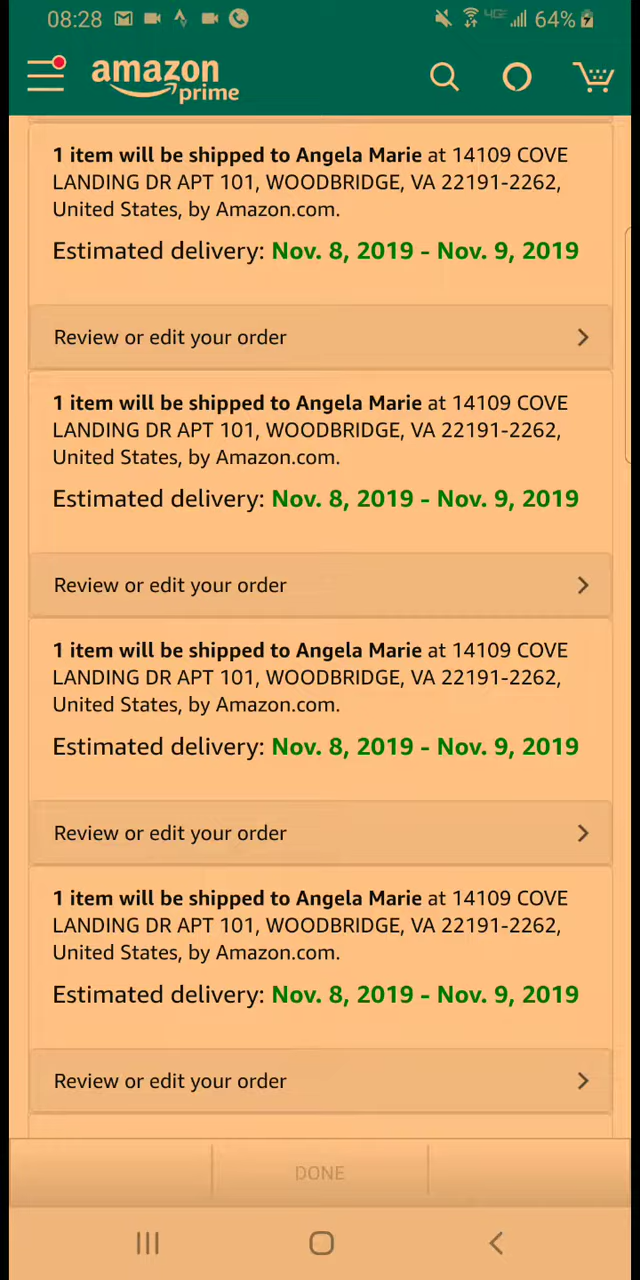 08:28 64%
amazon
prime
1 item will be shipped to Angela Marie at 14109 COVE
LANDING DR APT 101, WOODBRIDGE, VA 22191-2262,
United States, by Amazon.com.
Estimated delivery: Nov. 8, 2019 - Nov. 9, 2019
Review or edit your order
1 item will be shipped to Angela Marie at 14109 COVE
LANDING DR APT 101, WOODBRIDGE, VA 22191-2262,
United States, by Amazon.com.
Estimated delivery: Nov. 8, 2019 - Nov. 9, 2019
Review or edit your order
1 item will be shipped to Angela Marie at 14109 COVE
LANDING DR APT 101, WOODBRIDGE, VA 22191-2262,
United States, by Amazon.com.
Estimated delivery: Nov. 8, 2019 - Nov. 9, 2019
Review or edit your order
1 item will be shipped to Angela Marie at 14109 COVE
LANDING DR APT 101, WOODBRIDGE, VA 22191-2262,
United States, by Amazon.com.
Estimated delivery: Nov. 8, 2019 - Nov. 9, 2019
Review or edit your order
DONE